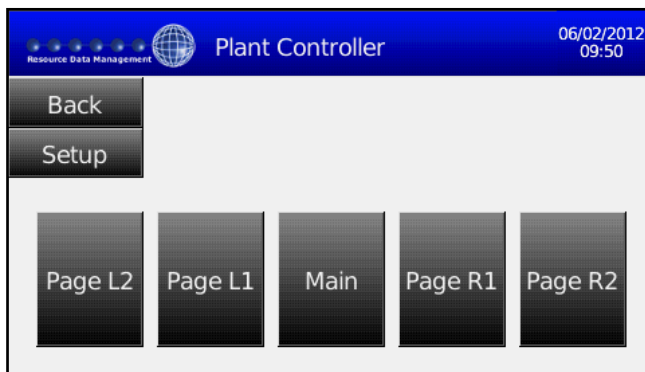 Resource Data Management
Plant Controller
06/02/2012
09:50
Back
Setup
Page L2 Page L1 Main Page R1 Page R2